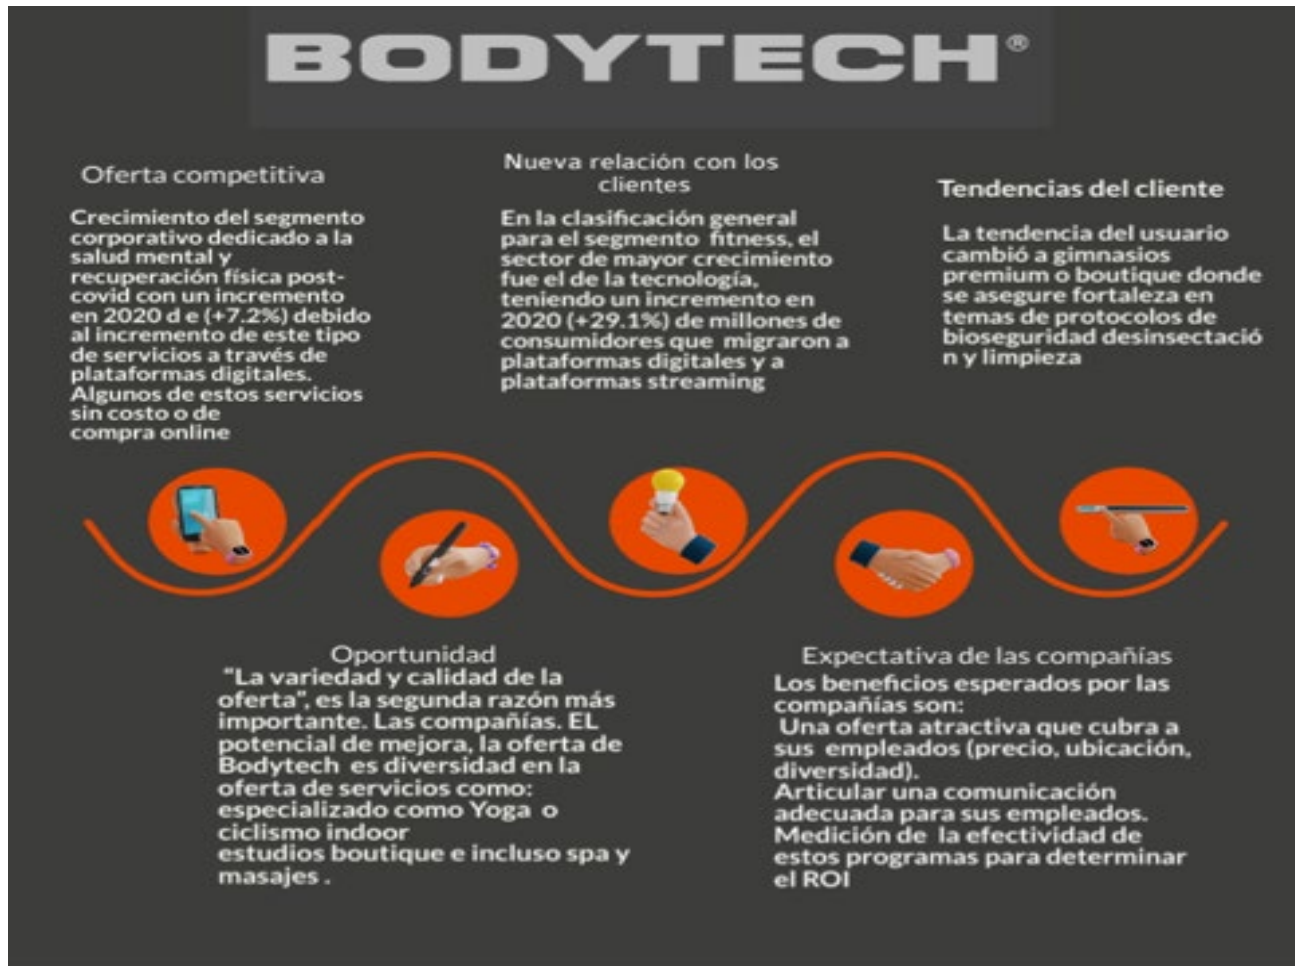 BODYTECH®
Oferta competitiva
Crecimiento del segmento
corporativo dedicado a la
salud mental y
recuperación física post-
covid con un incremento
en 2020 d e (+7.2%) debido
al incremento de este tipo
de servicios a través de
plataformas digitales.
Algunos de estos servicios
sin costo o de
compra online
Nueva relación con los
clientes
En la clasificación general
para el segmento fitness, el
sector de mayor crecimiento
fue el de la tecnología,
teniendo un incremento en
2020 (+29.1%) de millones de
consumidores que migraron a
plataformas digitales y a
plataformas streaming
Tendencias del cliente
La tendencia del usuario
cambió a gimnasios
premium o boutique donde
se asegure fortaleza en
temas de protocolos de
bioseguridad desinsectació
n y limpieza
Oportunidad
"La variedad y calidad de la
oferta", es la segunda razón más
importante. Las compañías. EL
potencial de mejora, la oferta de
Bodytech es diversidad en la
oferta de servicios como:
especializado como Yoga o
ciclismo indoor
estudios boutique e incluso spa y
masajes .
Expectativa de las compañías
Los beneficios esperados por las
compañías son:
Una oferta atractiva que cubra a
sus empleados (precio, ubicación,
diversidad).
Articular una comunicación
adecuada para sus empleados.
Medición de la efectividad de
estos programas para determinar
el ROI